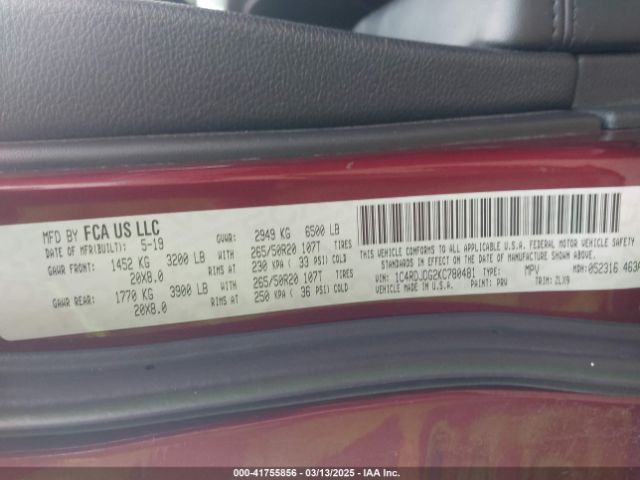 MFD BY FCA US LLC
DATE OF MFR(BUILT): 5-19 GVWR: 2949 KG 6500 LB
GAWR FRONT: 1452 KG 3200 LB WITH 265/50R20 107T TIRES
20X8.0 RIMS AT 230 KPA ( 33 PSI) COLD
GAWR REAR: 1770 KG 3900 LB WITH 265/50R20 107T TIRES
20X8.0 RIMS AT 250 KPA ( 36 PSI) COLD
THIS VEHICLE CONFORMS TO ALL APPLICABLE U.S.A. FEDERAL MOTOR VEHICLE SAFETY
STANDARDS IN EFFECT ON THE DATE OF MANUFACTURE SHOWN ABOVE.
VIN: 1C4RDJDG2KC780481 MPV MDH:052316
VEHICLE MADE IN U.S.A. PAINT: PRV TRIM: ZLX9
000-41755856 - 03/13/2025 - IAA Inc.